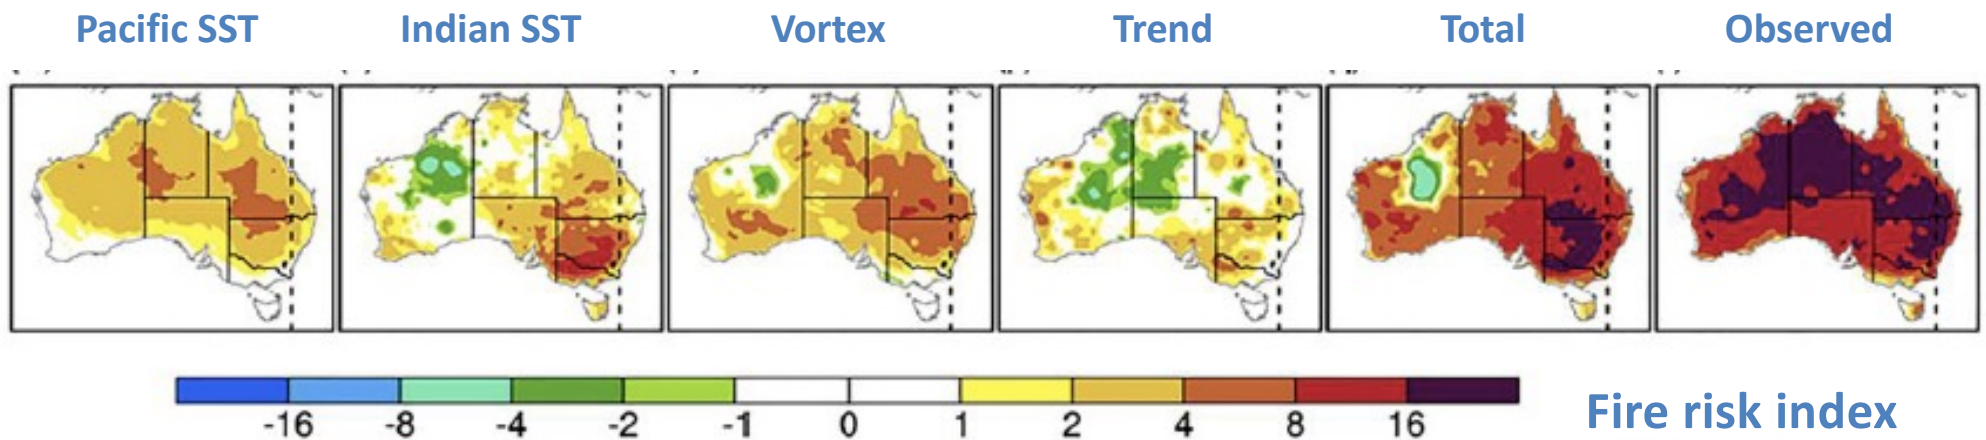 Pacific SST
Indian SST
Vortex
Trend
Total
Observed
-16 -8 -4 -2 -1 0 1 2 4 8 16
Fire risk index